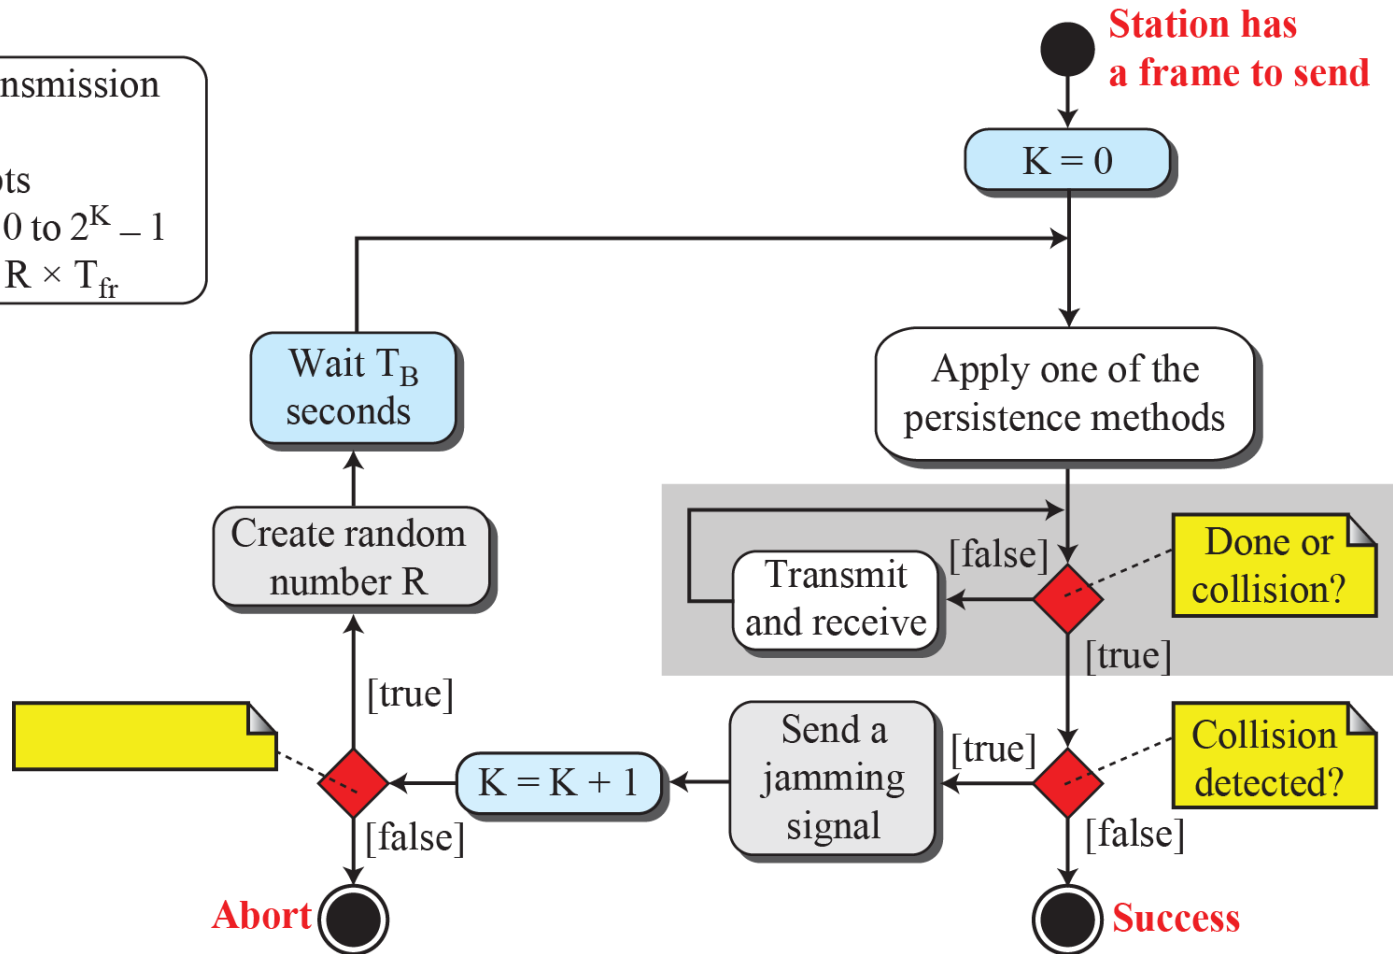 Station has
a frame to send
nsmission
ots
0 to 2^K – 1
R × T_fr
K = 0
Wait T_B
seconds
Apply one of the
persistence methods
Create random
number R
Transmit
and receive
[false]
Done or
collision?
[true]
[true]
Send a
jamming
signal
[true]
Collision
detected?
K = K + 1
[false]
[false]
Abort
Success